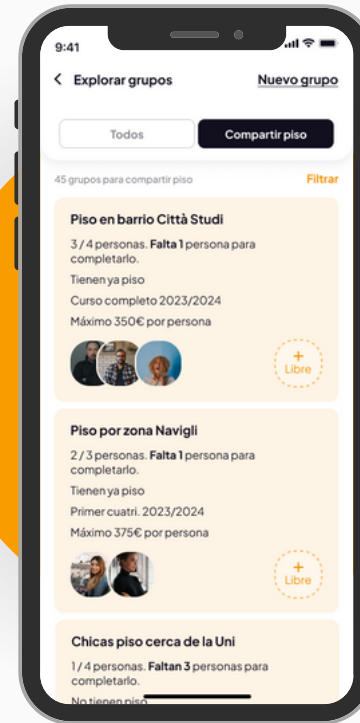 9:41
Explorar grupos
Nuevo grupo
Todos
Compartir piso
45 grupos para compartir piso
Filtrar
Piso en barrio Città Studi
3 / 4 personas. Falta 1 persona para
completarlo.
Tienen ya piso
Curso completo 2023/2024
Máximo 350€ por persona
+
Libre
Piso por zona Navigli
2 / 3 personas. Falta 1 persona para
completarlo.
Tienen ya piso
Primer cuatri. 2023/2024
Máximo 375€ por persona
+
Libre
Chicas piso cerca de la Uni
1 / 4 personas. Faltan 3 personas para
completarlo.
No tienen piso